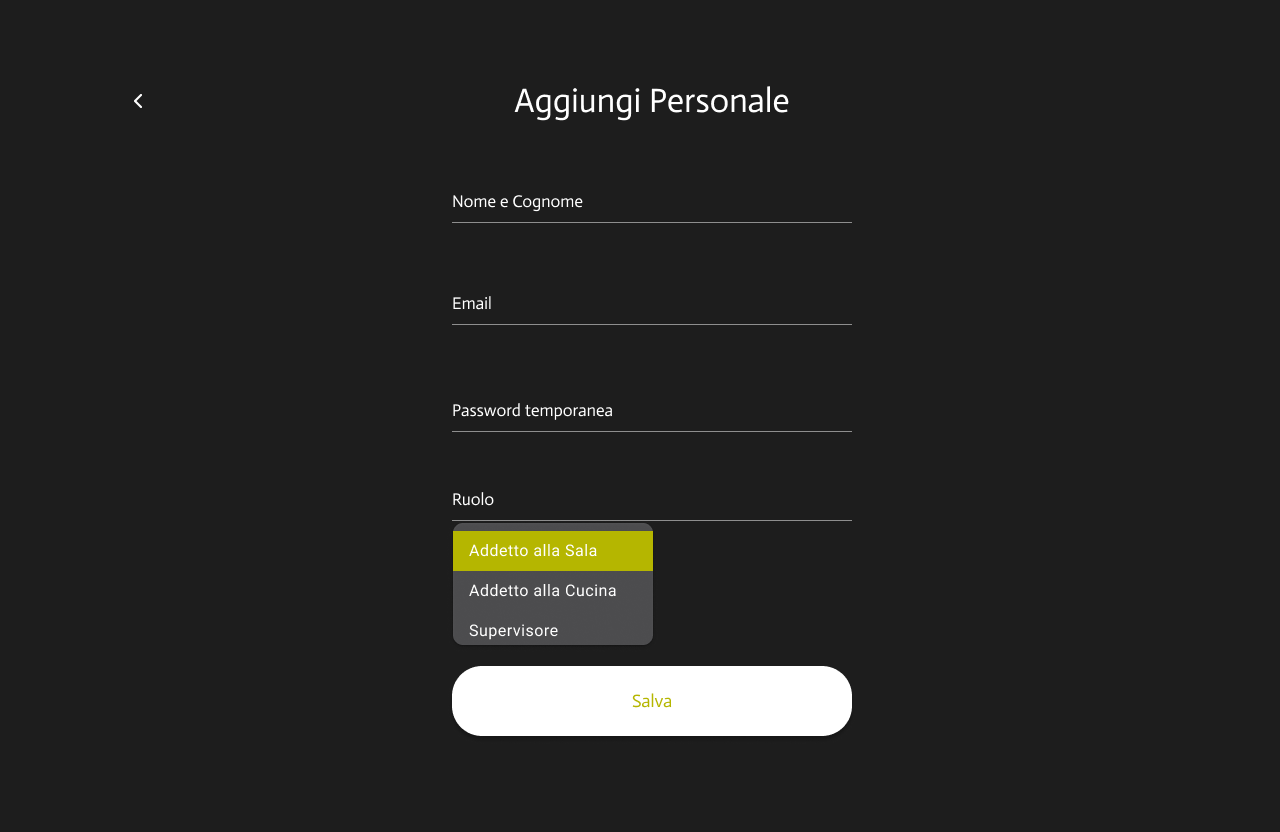 Aggiungi Personale
Nome e Cognome
Email
Password temporanea
Ruolo
Addetto alla Sala
Addetto alla Cucina
Supervisore
Salva